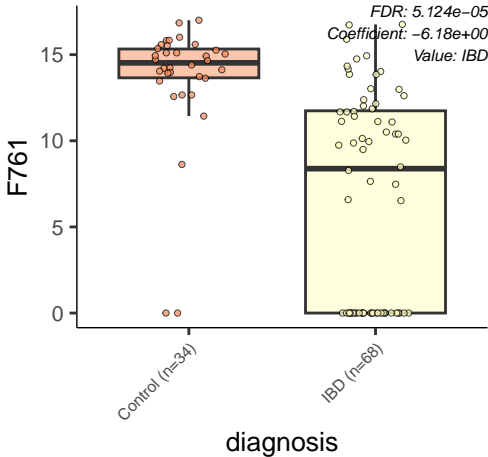 FDR: 5.124e−05
Coefficient: −6.18e+00
Value: IBD
F761
15
10
5
0
Control (n=34)
IBD (n=68)
diagnosis